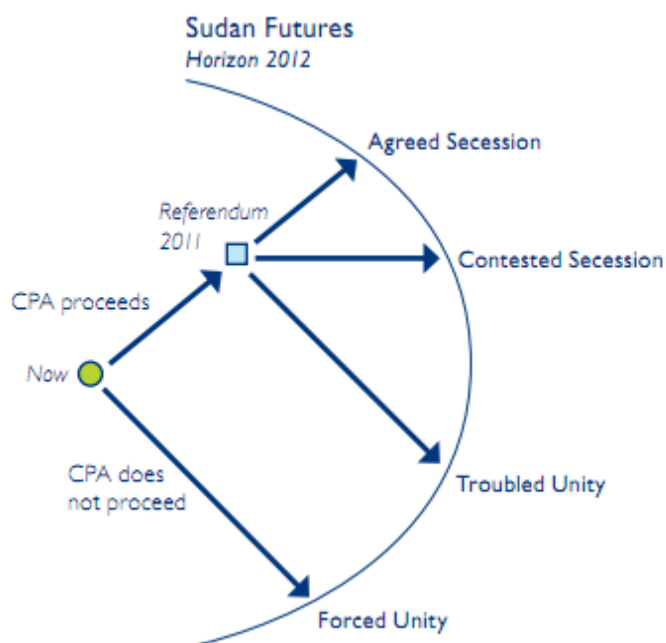 Sudan Futures
Horizon 2012
Agreed Secession
Referendum
2011
Contested Secession
CPA proceeds
Now
CPA does
not proceed
Troubled Unity
Forced Unity